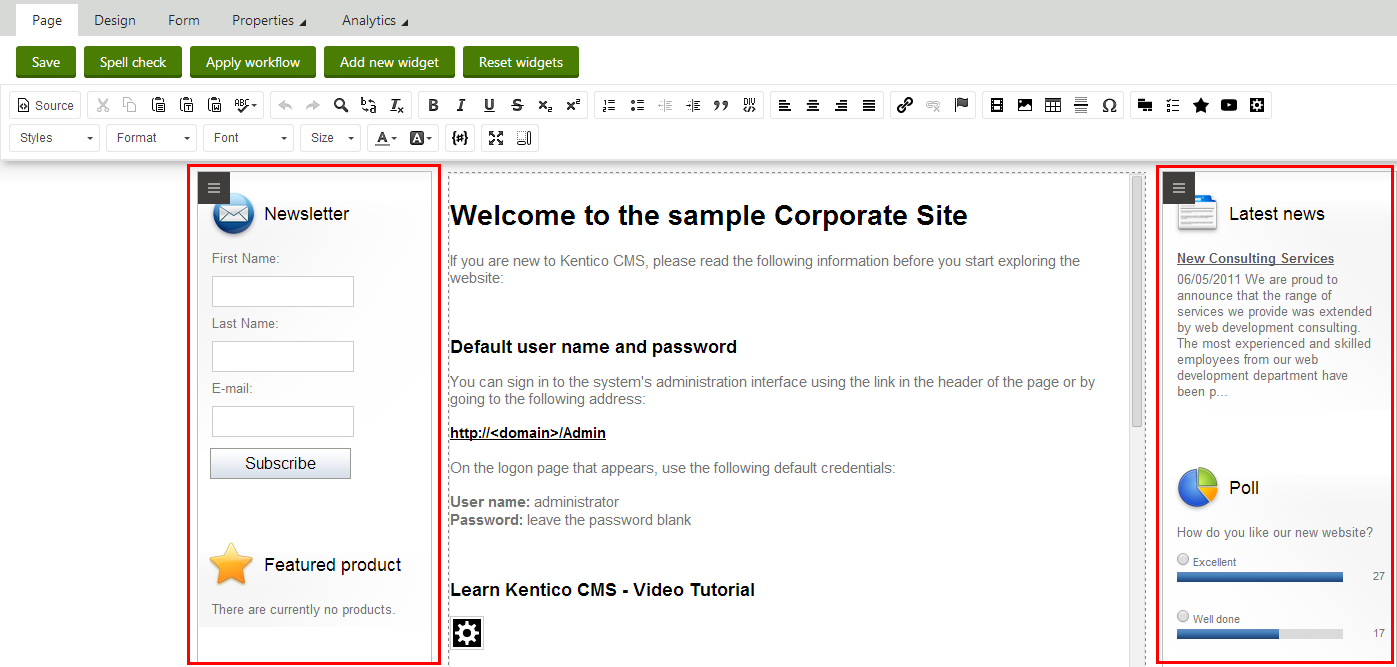 Page Design Form Properties Analytics
Save Spell check Apply workflow Add new widget Reset widgets
Source
Styles Format Font Size
Newsletter
First Name:
Last Name:
E-mail:
Subscribe
Featured product
There are currently no products.
Welcome to the sample Corporate Site
If you are new to Kentico CMS, please read the following information before you start exploring the
website:
Default user name and password
You can sign in to the system's administration interface using the link in the header of the page or by
going to the following address:
http://<domain>/Admin
On the logon page that appears, use the following default credentials:
User name: administrator
Password: leave the password blank
Learn Kentico CMS - Video Tutorial
Latest news
New Consulting Services
06/05/2011 We are proud to
announce that the range of
services we provide was extended
by web development consulting.
The most experienced and skilled
employees from our web
development department have
been p...
Poll
How do you like our new website?
Excellent
27
Well done
17